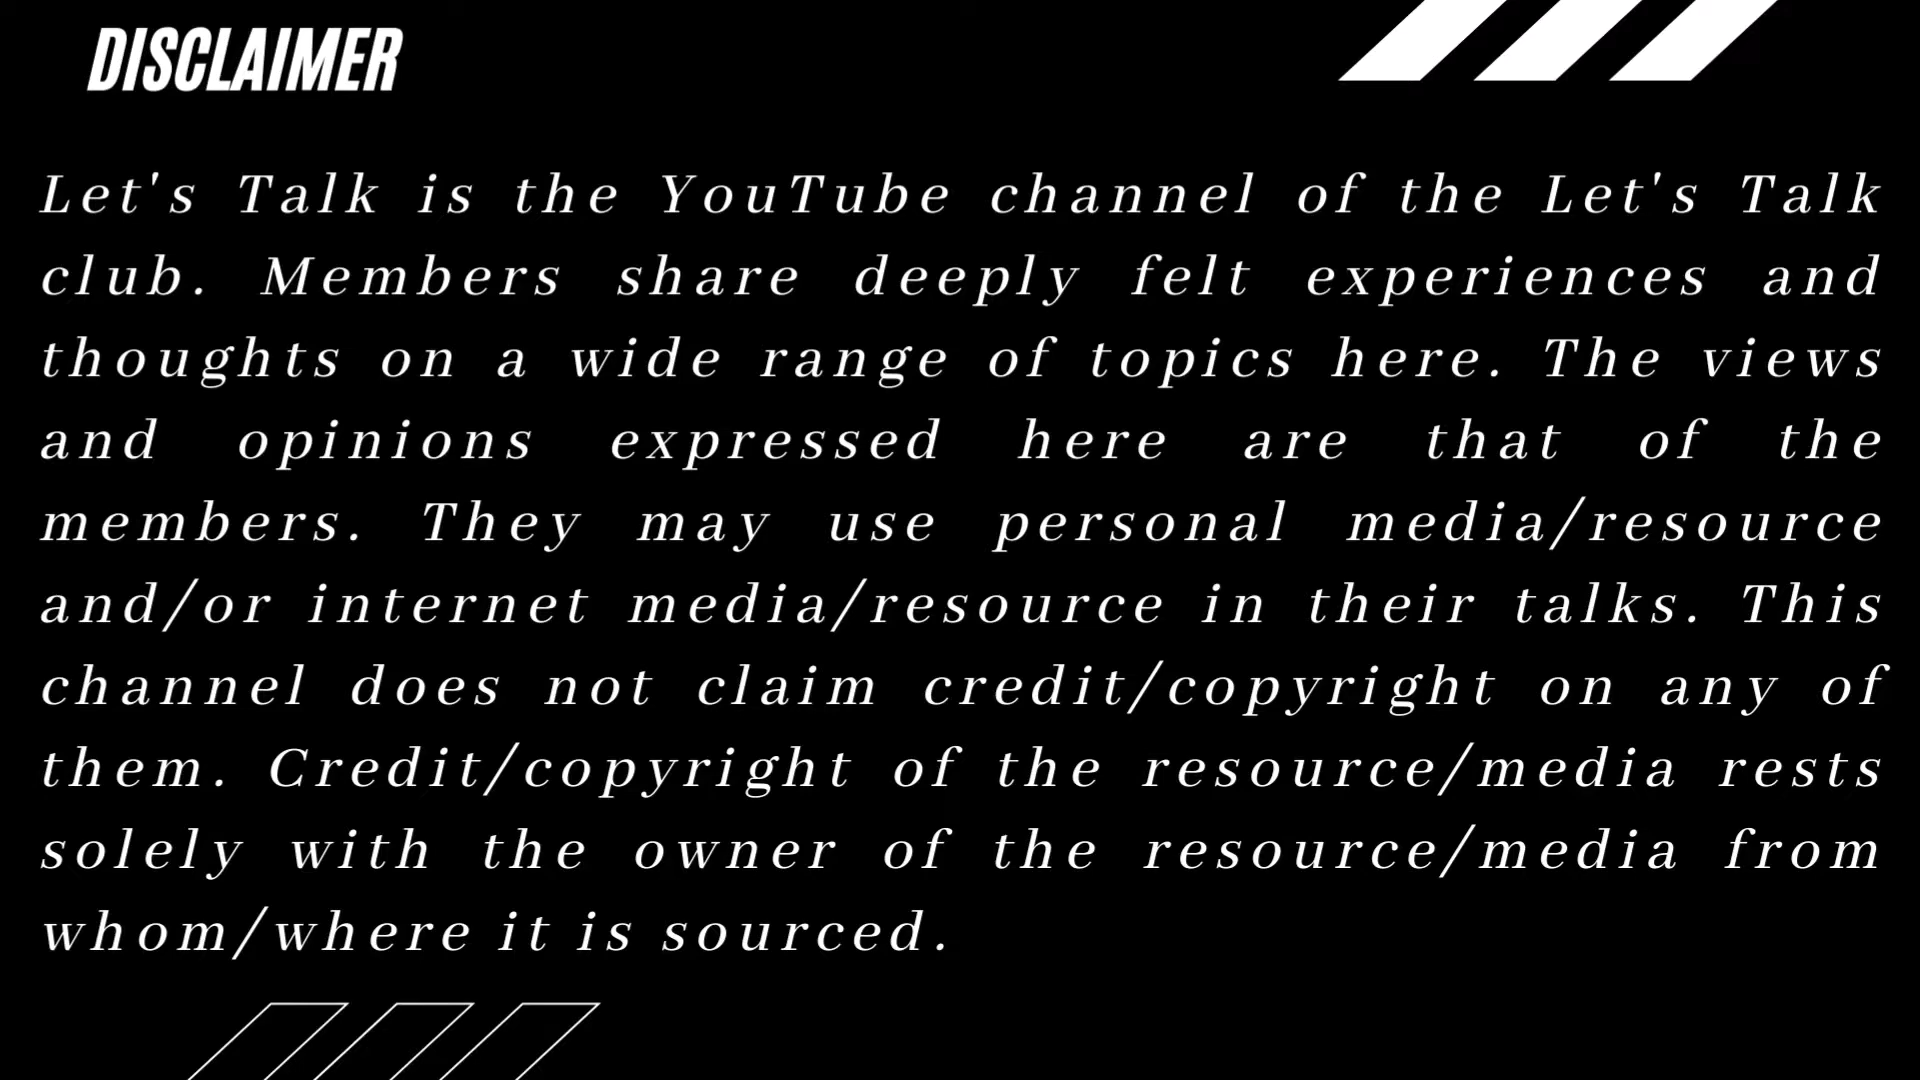 DISCLAIMER
Let's Talk is the YouTube channel of the Let's Talk
club. Members share deeply felt experiences and
thoughts on a wide range of topics here. The views
and opinions expressed here are that of the
members. They may use personal media/resource
and/or internet media/resource in their talks. This
channel does not claim credit/copyright on any of
them. Credit/copyright of the resource/media rests
solely with the owner of the resource/media from
whom/where it is sourced.